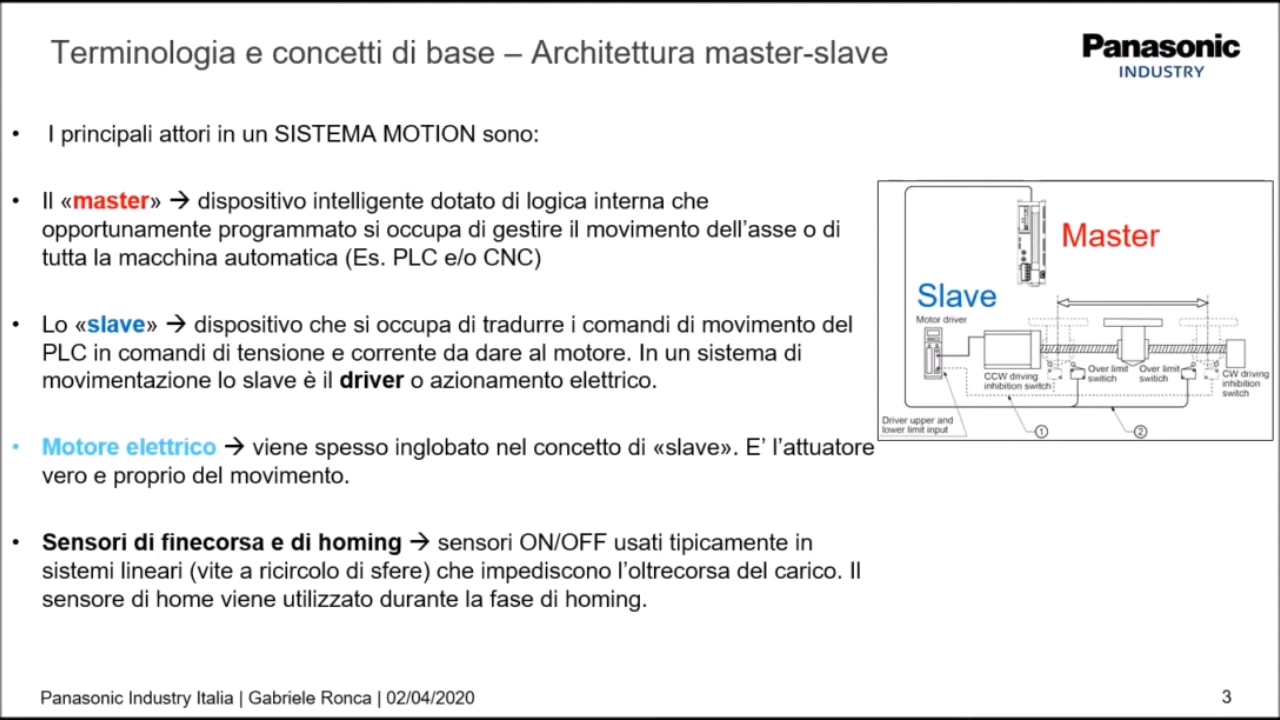 Terminologia e concetti di base – Architettura master-slave
Panasonic
INDUSTRY
• I principali attori in un SISTEMA MOTION sono:
• Il «master» → dispositivo intelligente dotato di logica interna che
opportunamente programmato si occupa di gestire il movimento dell'asse o di
tutta la macchina automatica (Es. PLC e/o CNC)
• Lo «slave» → dispositivo che si occupa di tradurre i comandi di movimento del
PLC in comandi di tensione e corrente da dare al motore. In un sistema di
movimentazione lo slave è il driver o azionamento elettrico.
• Motore elettrico → viene spesso inglobato nel concetto di «slave». E' l'attuatore
vero e proprio del movimento.
• Sensori di finecorsa e di homing → sensori ON/OFF usati tipicamente in
sistemi lineari (vite a ricircolo di sfere) che impediscono l'oltrecorsa del carico. Il
sensore di home viene utilizzato durante la fase di homing.
Master
Slave
Motor driver
CCW driving
inhibition switch
Over limit
switich
Over limit
switich
CW driving
inhibition
switch
Driver upper and
lower limit input
1
2
Panasonic Industry Italia | Gabriele Ronca | 02/04/2020
3